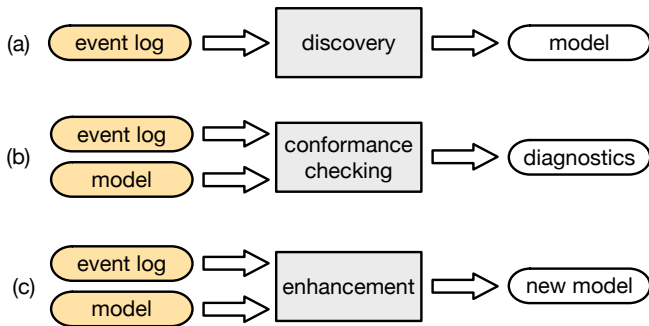 (a) event log discovery model
event log
(b) conformance checking diagnostics
model
event log
(c) enhancement new model
model